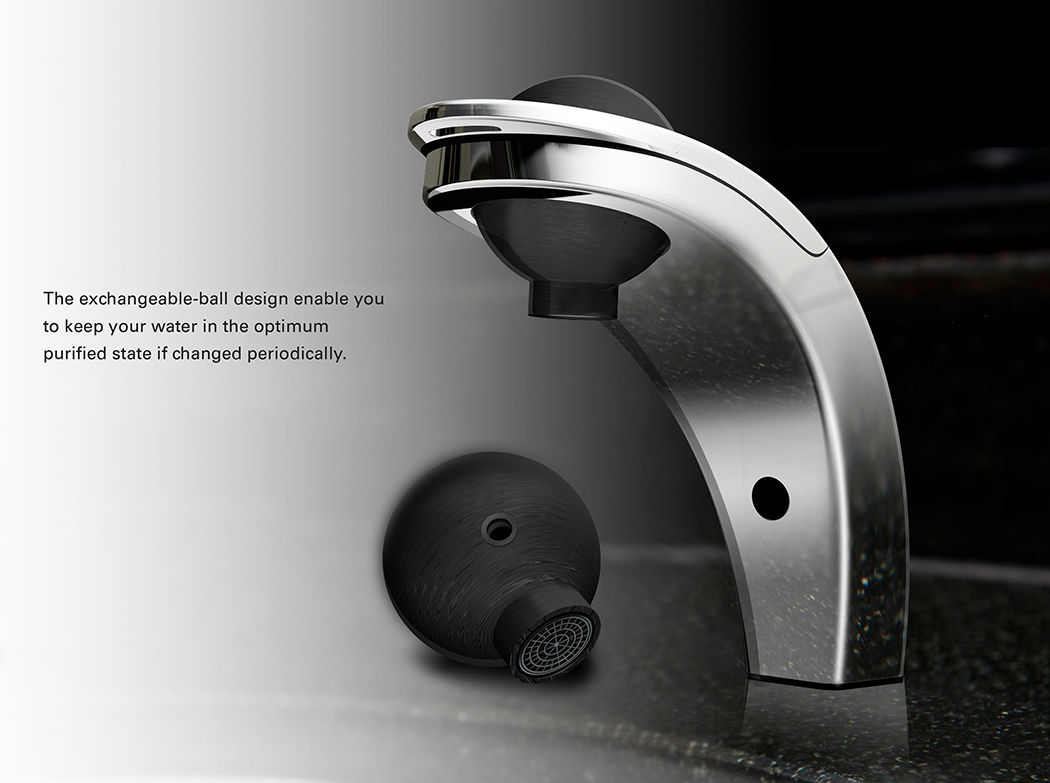 The exchangeable-ball design enable you
to keep your water in the optimum
purified state if changed periodically.